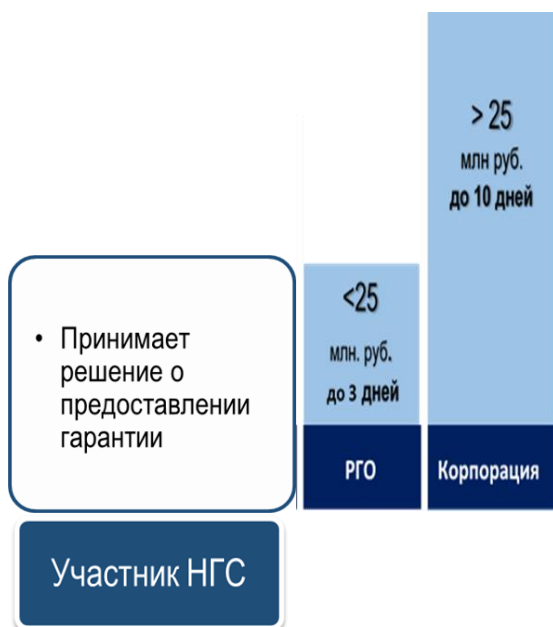 > 25
млн руб.
до 10 дней
<25
млн. руб.
до 3 дней
• Принимает
решение о
предоставлении
гарантии
РГО
Корпорация
Участник НГС